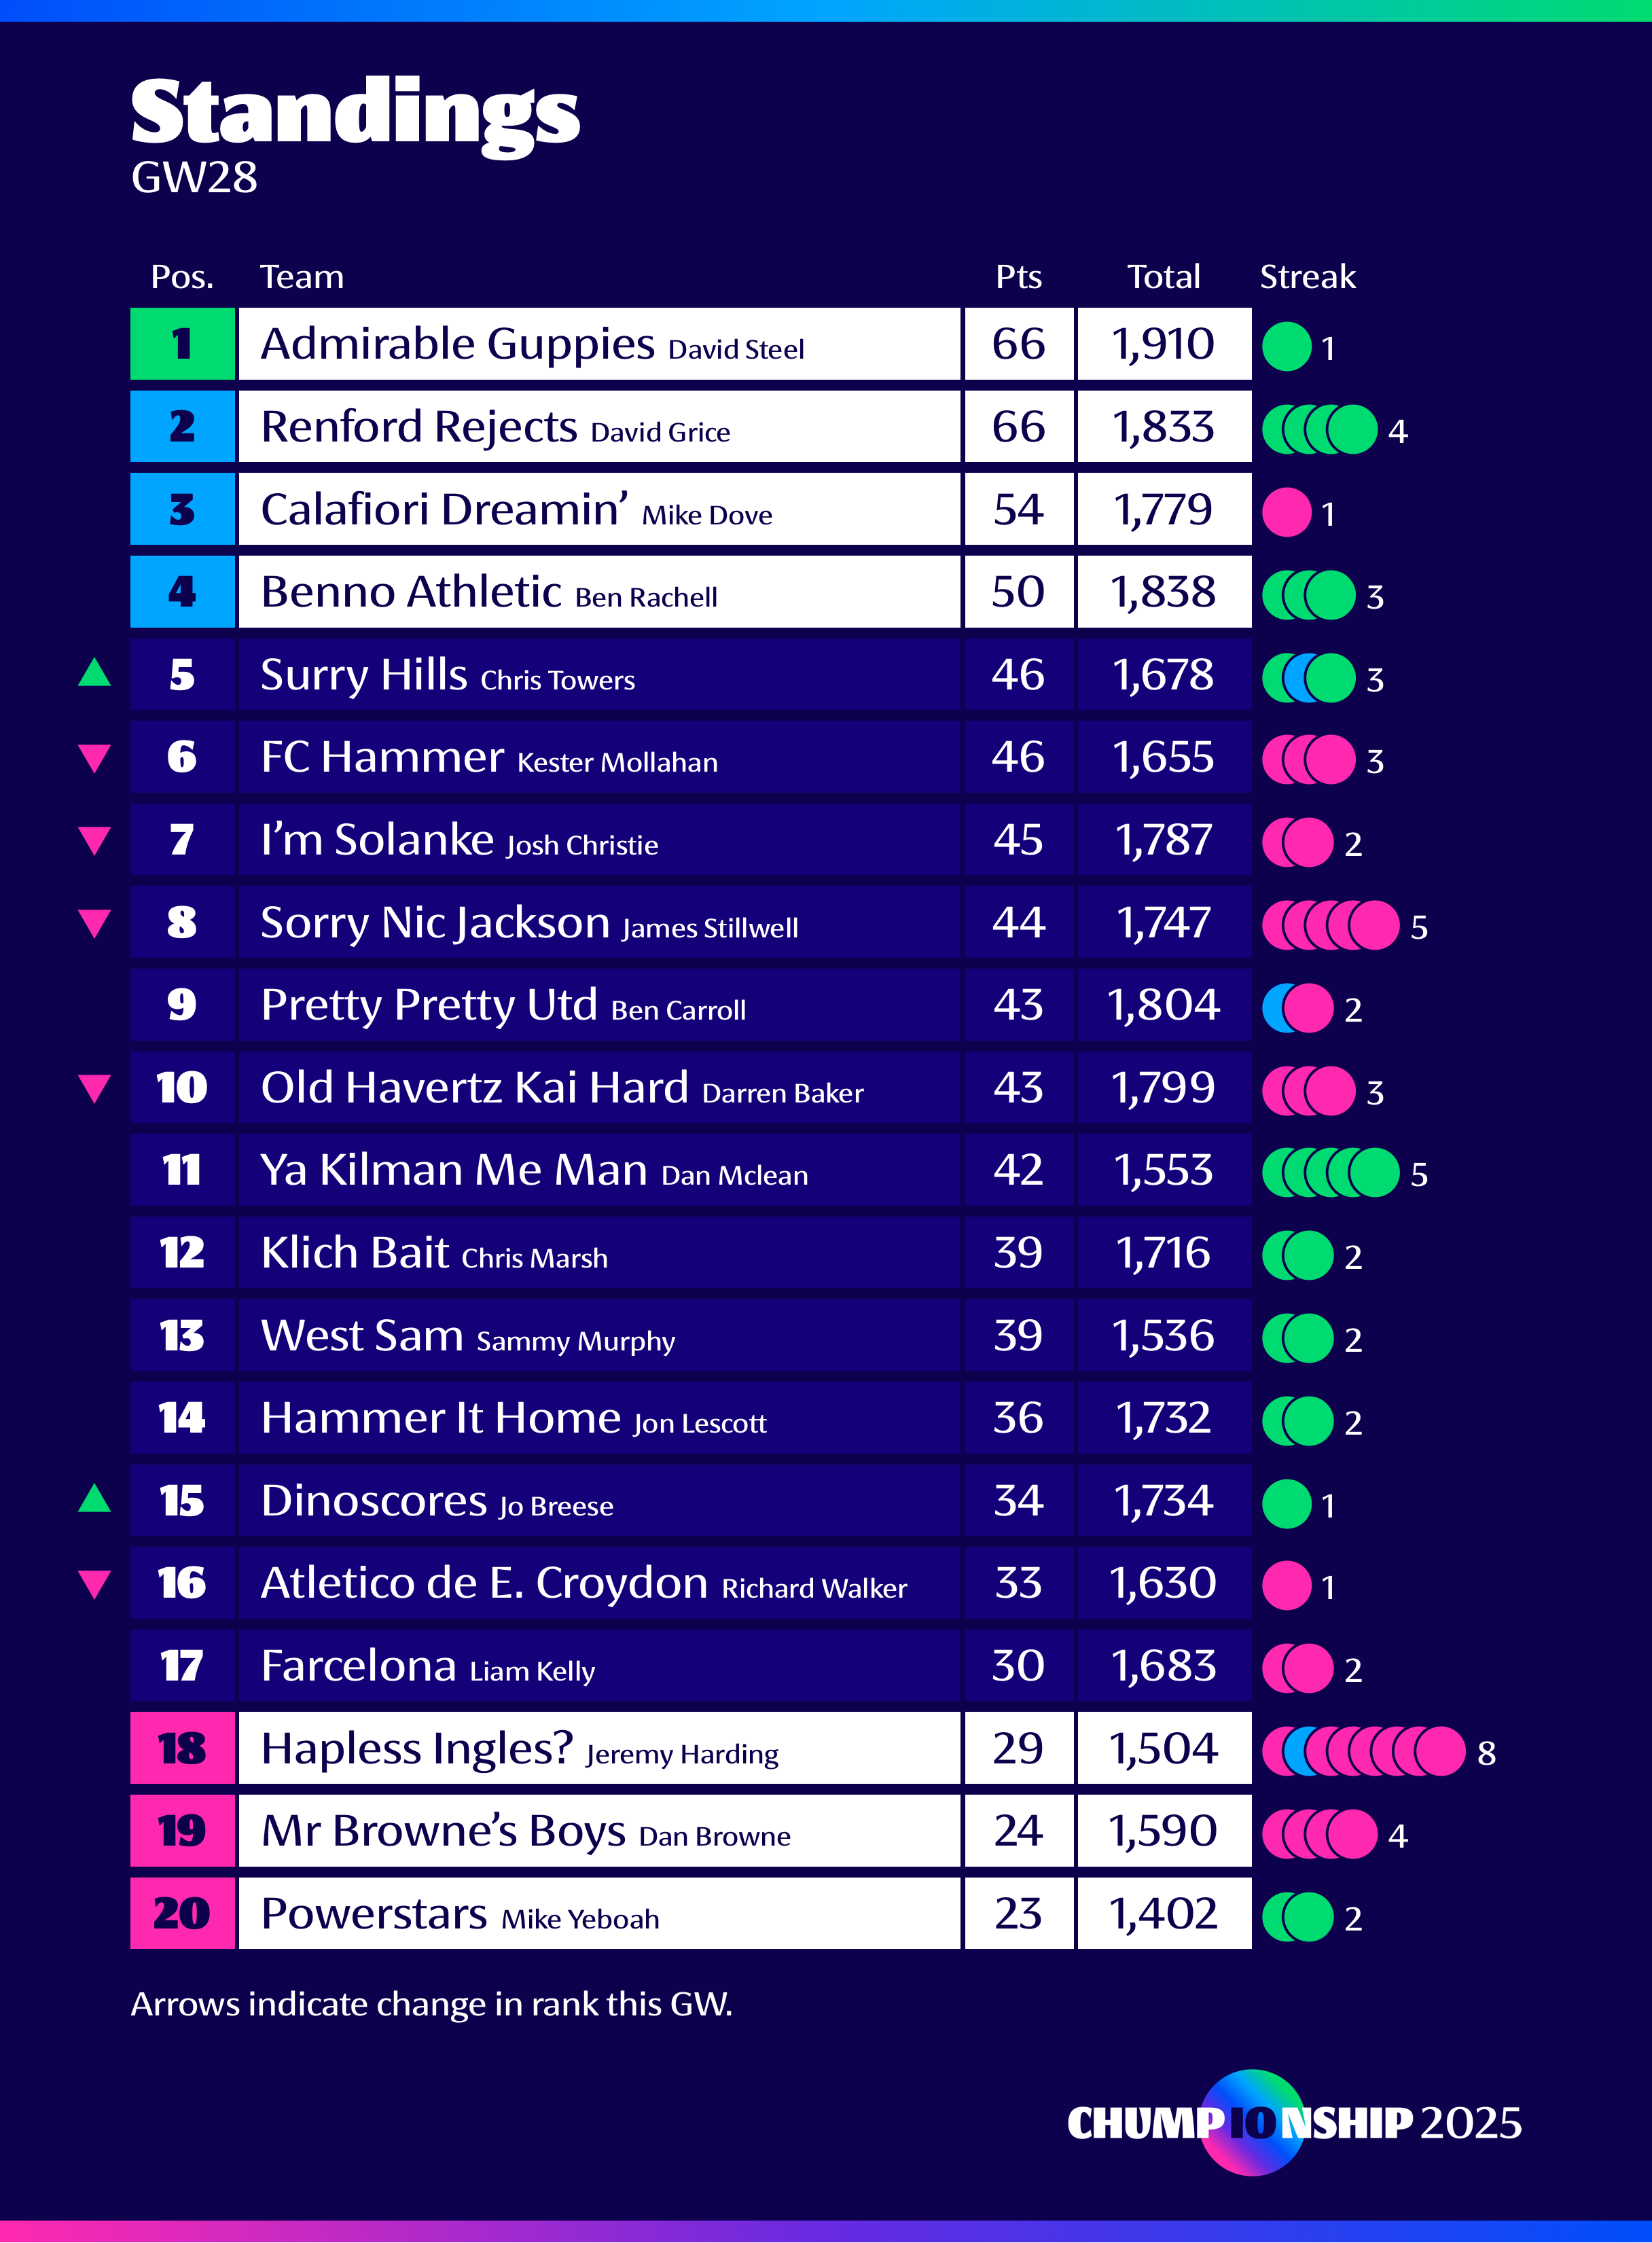 Standings
GW28
Pos. Team Pts Total Streak
1 Admirable Guppies David Steel 66 1,910 1
2 Renford Rejects David Grice 66 1,833 4
3 Calafiori Dreamin’ Mike Dove 54 1,779 1
4 Benno Athletic Ben Rachell 50 1,838 3
5 Surry Hills Chris Towers 46 1,678 3
6 FC Hammer Kester Mollahan 46 1,655 3
7 I’m Solanke Josh Christie 45 1,787 2
8 Sorry Nic Jackson James Stillwell 44 1,747 5
9 Pretty Pretty Utd Ben Carroll 43 1,804 2
10 Old Havertz Kai Hard Darren Baker 43 1,799 3
11 Ya Kilman Me Man Dan Mclean 42 1,553 5
12 Klich Bait Chris Marsh 39 1,716 2
13 West Sam Sammy Murphy 39 1,536 2
14 Hammer It Home Jon Lescott 36 1,732 2
15 Dinoscores Jo Breese 34 1,734 1
16 Atletico de E. Croydon Richard Walker 33 1,630 1
17 Farcelona Liam Kelly 30 1,683 2
18 Hapless Ingles? Jeremy Harding 29 1,504 8
19 Mr Browne’s Boys Dan Browne 24 1,590 4
20 Powerstars Mike Yeboah 23 1,402 2
Arrows indicate change in rank this GW.
CHUMPIONSHIP 2025